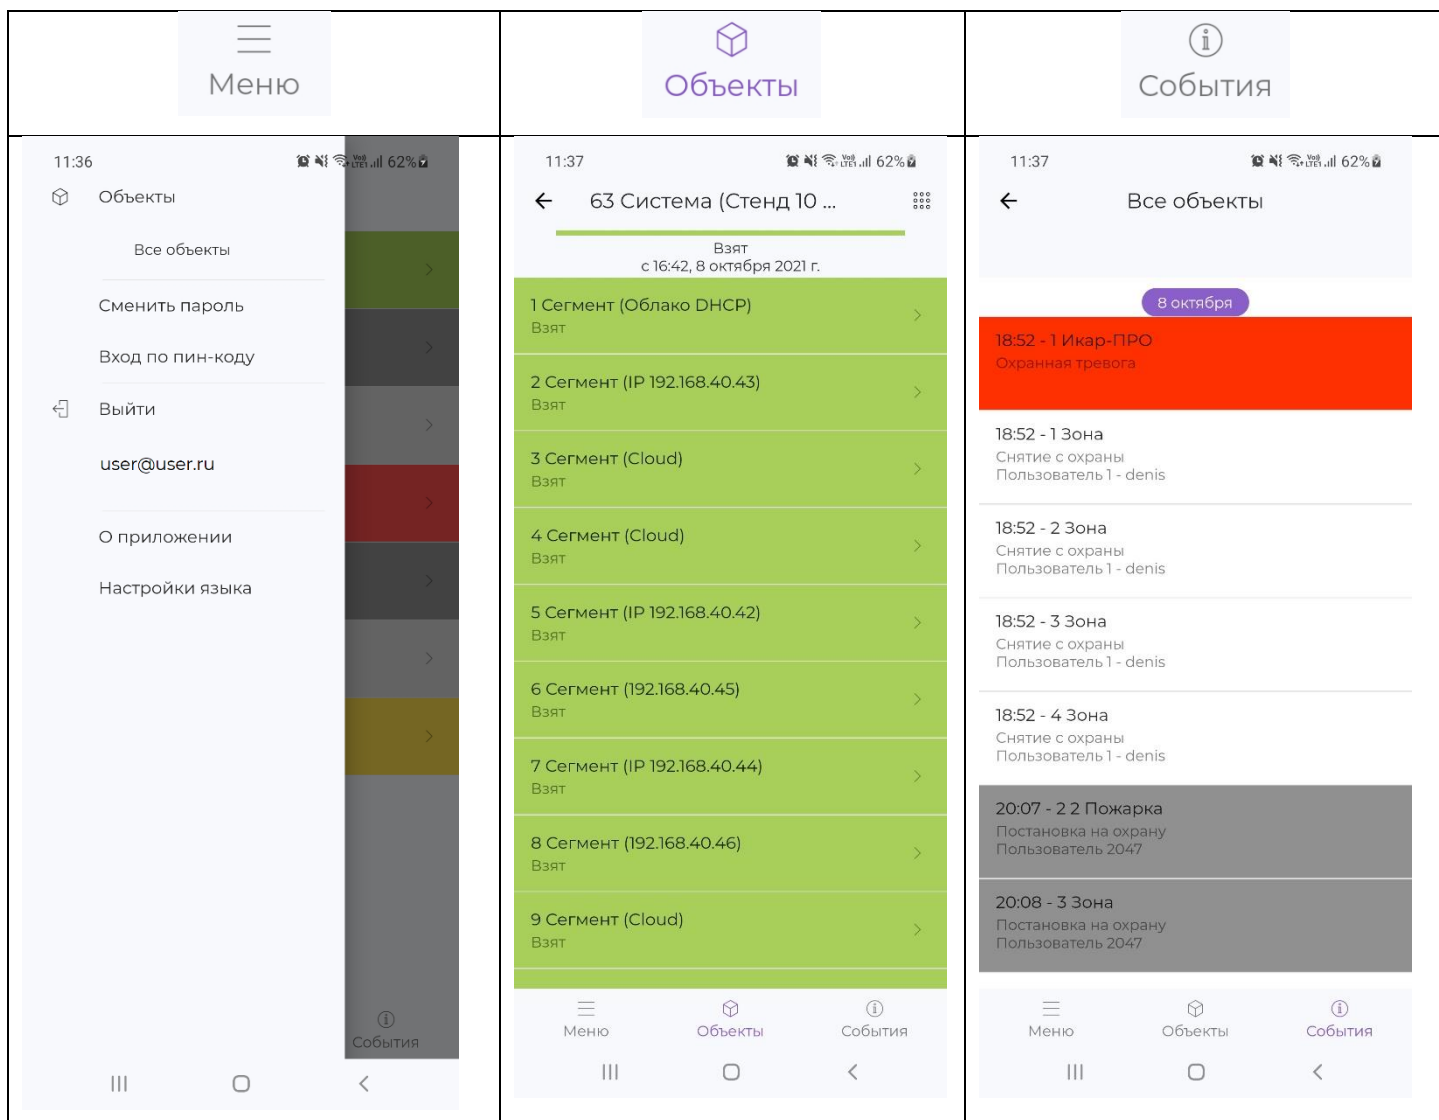 Меню
Объекты
События
11:36
62%
Объекты
Все объекты
Сменить пароль
Вход по пин-коду
Выйти
user@user.ru
О приложении
Настройки языка
События
11:37
62%
63 Система (Стенд 10 ...
Взят
с 16:42, 8 октября 2021 г.
1 Сегмент (Облако DHCP)
Взят
2 Сегмент (IP 192.168.40.43)
Взят
3 Сегмент (Cloud)
Взят
4 Сегмент (Cloud)
Взят
5 Сегмент (IP 192.168.40.42)
Взят
6 Сегмент (192.168.40.45)
Взят
7 Сегмент (IP 192.168.40.44)
Взят
8 Сегмент (192.168.40.46)
Взят
9 Сегмент (Cloud)
Взят
Меню
Объекты
События
11:37
62%
Все объекты
8 октября
18:52 - 1 Икар-ПРО
Охранная тревога
18:52 - 1 Зона
Снятие с охраны
Пользователь 1 - denis
18:52 - 2 Зона
Снятие с охраны
Пользователь 1 - denis
18:52 - 3 Зона
Снятие с охраны
Пользователь 1 - denis
18:52 - 4 Зона
Снятие с охраны
Пользователь 1 - denis
20:07 - 2 2 Пожарка
Постановка на охрану
Пользователь 2047
20:08 - 3 Зона
Постановка на охрану
Пользователь 2047
Меню
Объекты
События